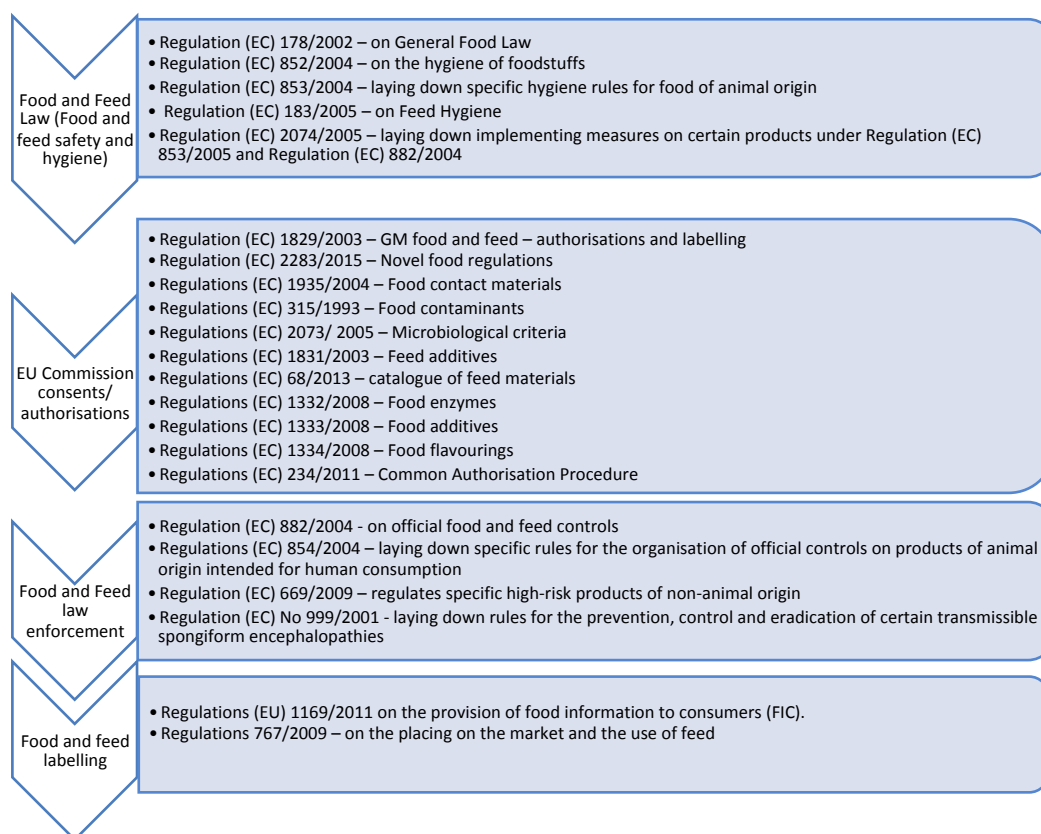 Food and Feed
Law (Food and
feed safety and
hygiene)
• Regulation (EC) 178/2002 – on General Food Law
• Regulation (EC) 852/2004 – on the hygiene of foodstuffs
• Regulation (EC) 853/2004 – laying down specific hygiene rules for food of animal origin
• Regulation (EC) 183/2005 – on Feed Hygiene
• Regulation (EC) 2074/2005 – laying down implementing measures on certain products under Regulation (EC)
853/2005 and Regulation (EC) 882/2004
EU Commission
consents/
authorisations
• Regulation (EC) 1829/2003 – GM food and feed – authorisations and labelling
• Regulation (EC) 2283/2015 – Novel food regulations
• Regulations (EC) 1935/2004 – Food contact materials
• Regulations (EC) 315/1993 – Food contaminants
• Regulations (EC) 2073/ 2005 – Microbiological criteria
• Regulations (EC) 1831/2003 – Feed additives
• Regulations (EC) 68/2013 – catalogue of feed materials
• Regulations (EC) 1332/2008 – Food enzymes
• Regulations (EC) 1333/2008 – Food additives
• Regulations (EC) 1334/2008 – Food flavourings
• Regulations (EC) 234/2011 – Common Authorisation Procedure
Food and Feed
law
enforcement
• Regulation (EC) 882/2004 - on official food and feed controls
• Regulations (EC) 854/2004 – laying down specific rules for the organisation of official controls on products of animal
origin intended for human consumption
• Regulation (EC) 669/2009 – regulates specific high-risk products of non-animal origin
• Regulation (EC) No 999/2001 - laying down rules for the prevention, control and eradication of certain transmissible
spongiform encephalopathies
Food and feed
labelling
• Regulations (EU) 1169/2011 on the provision of food information to consumers (FIC).
• Regulations 767/2009 – on the placing on the market and the use of feed